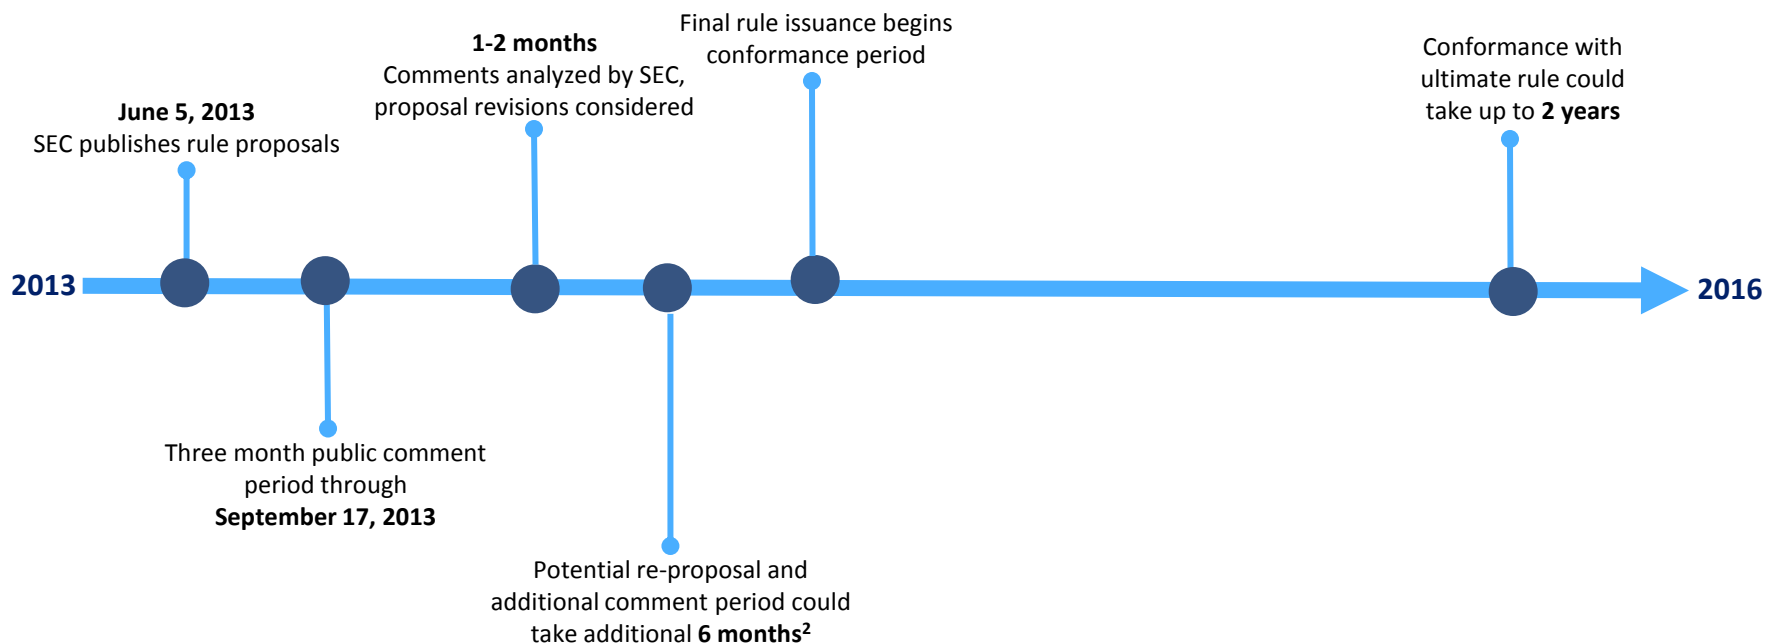 2013
June 5, 2013
SEC publishes rule proposals
Three month public comment
period through
September 17, 2013
1-2 months
Comments analyzed by SEC,
proposal revisions considered
Potential re-proposal and
additional comment period could
take additional 6 months²
Final rule issuance begins
conformance period
Conformance with
ultimate rule could
take up to 2 years
2016